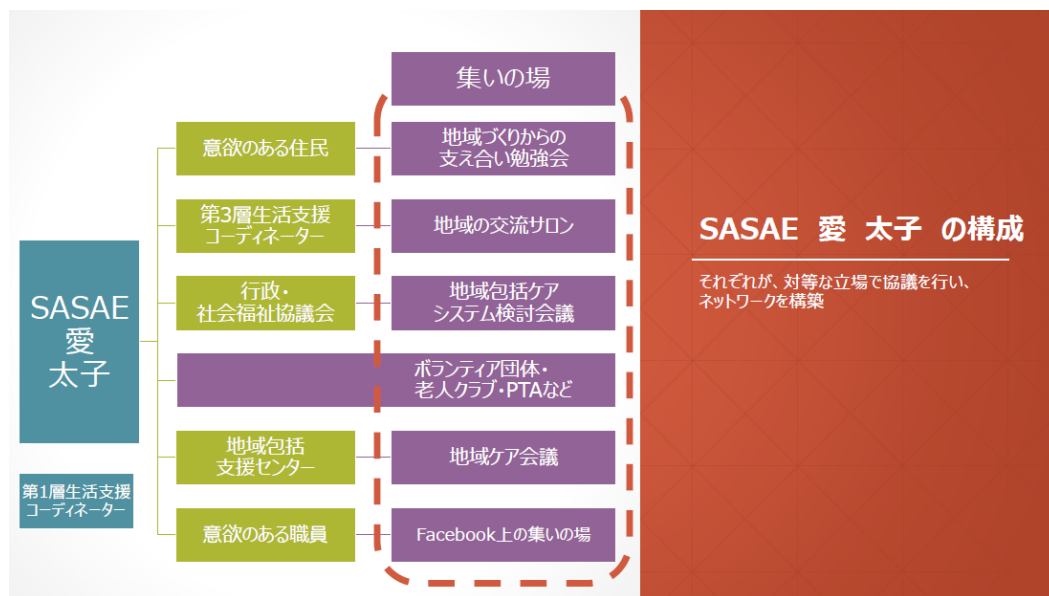 集いの場
意欲のある住民
地域づくりからの
支え合い勉強会
第3層生活支援
コーディネーター
地域の交流サロン
SASAE
愛
太子
行政・
社会福祉協議会
地域包括ケア
システム検討会議
ボランティア団体・
老人クラブ・PTAなど
地域包括
支援センター
地域ケア会議
第1層生活支援
コーディネーター
意欲のある職員
Facebook上の集いの場
SASAE 愛 太子 の構成
それぞれが、対等な立場で協議を行い、
ネットワークを構築